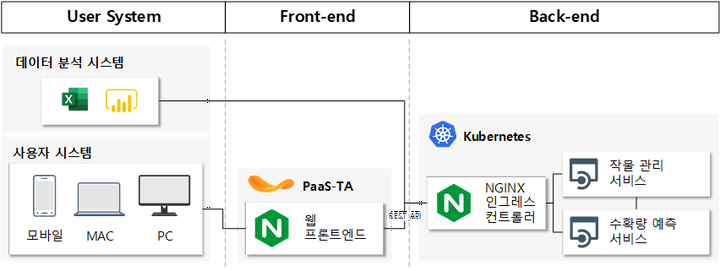 User System
Front-end
Back-end
데이터 분석 시스템
사용자 시스템
모바일
MAC
PC
PaaS-TA
웹
프론트엔드
REST API
Kubernetes
NGINX
인그레스
컨트롤러
작물 관리
서비스
수확량 예측
서비스